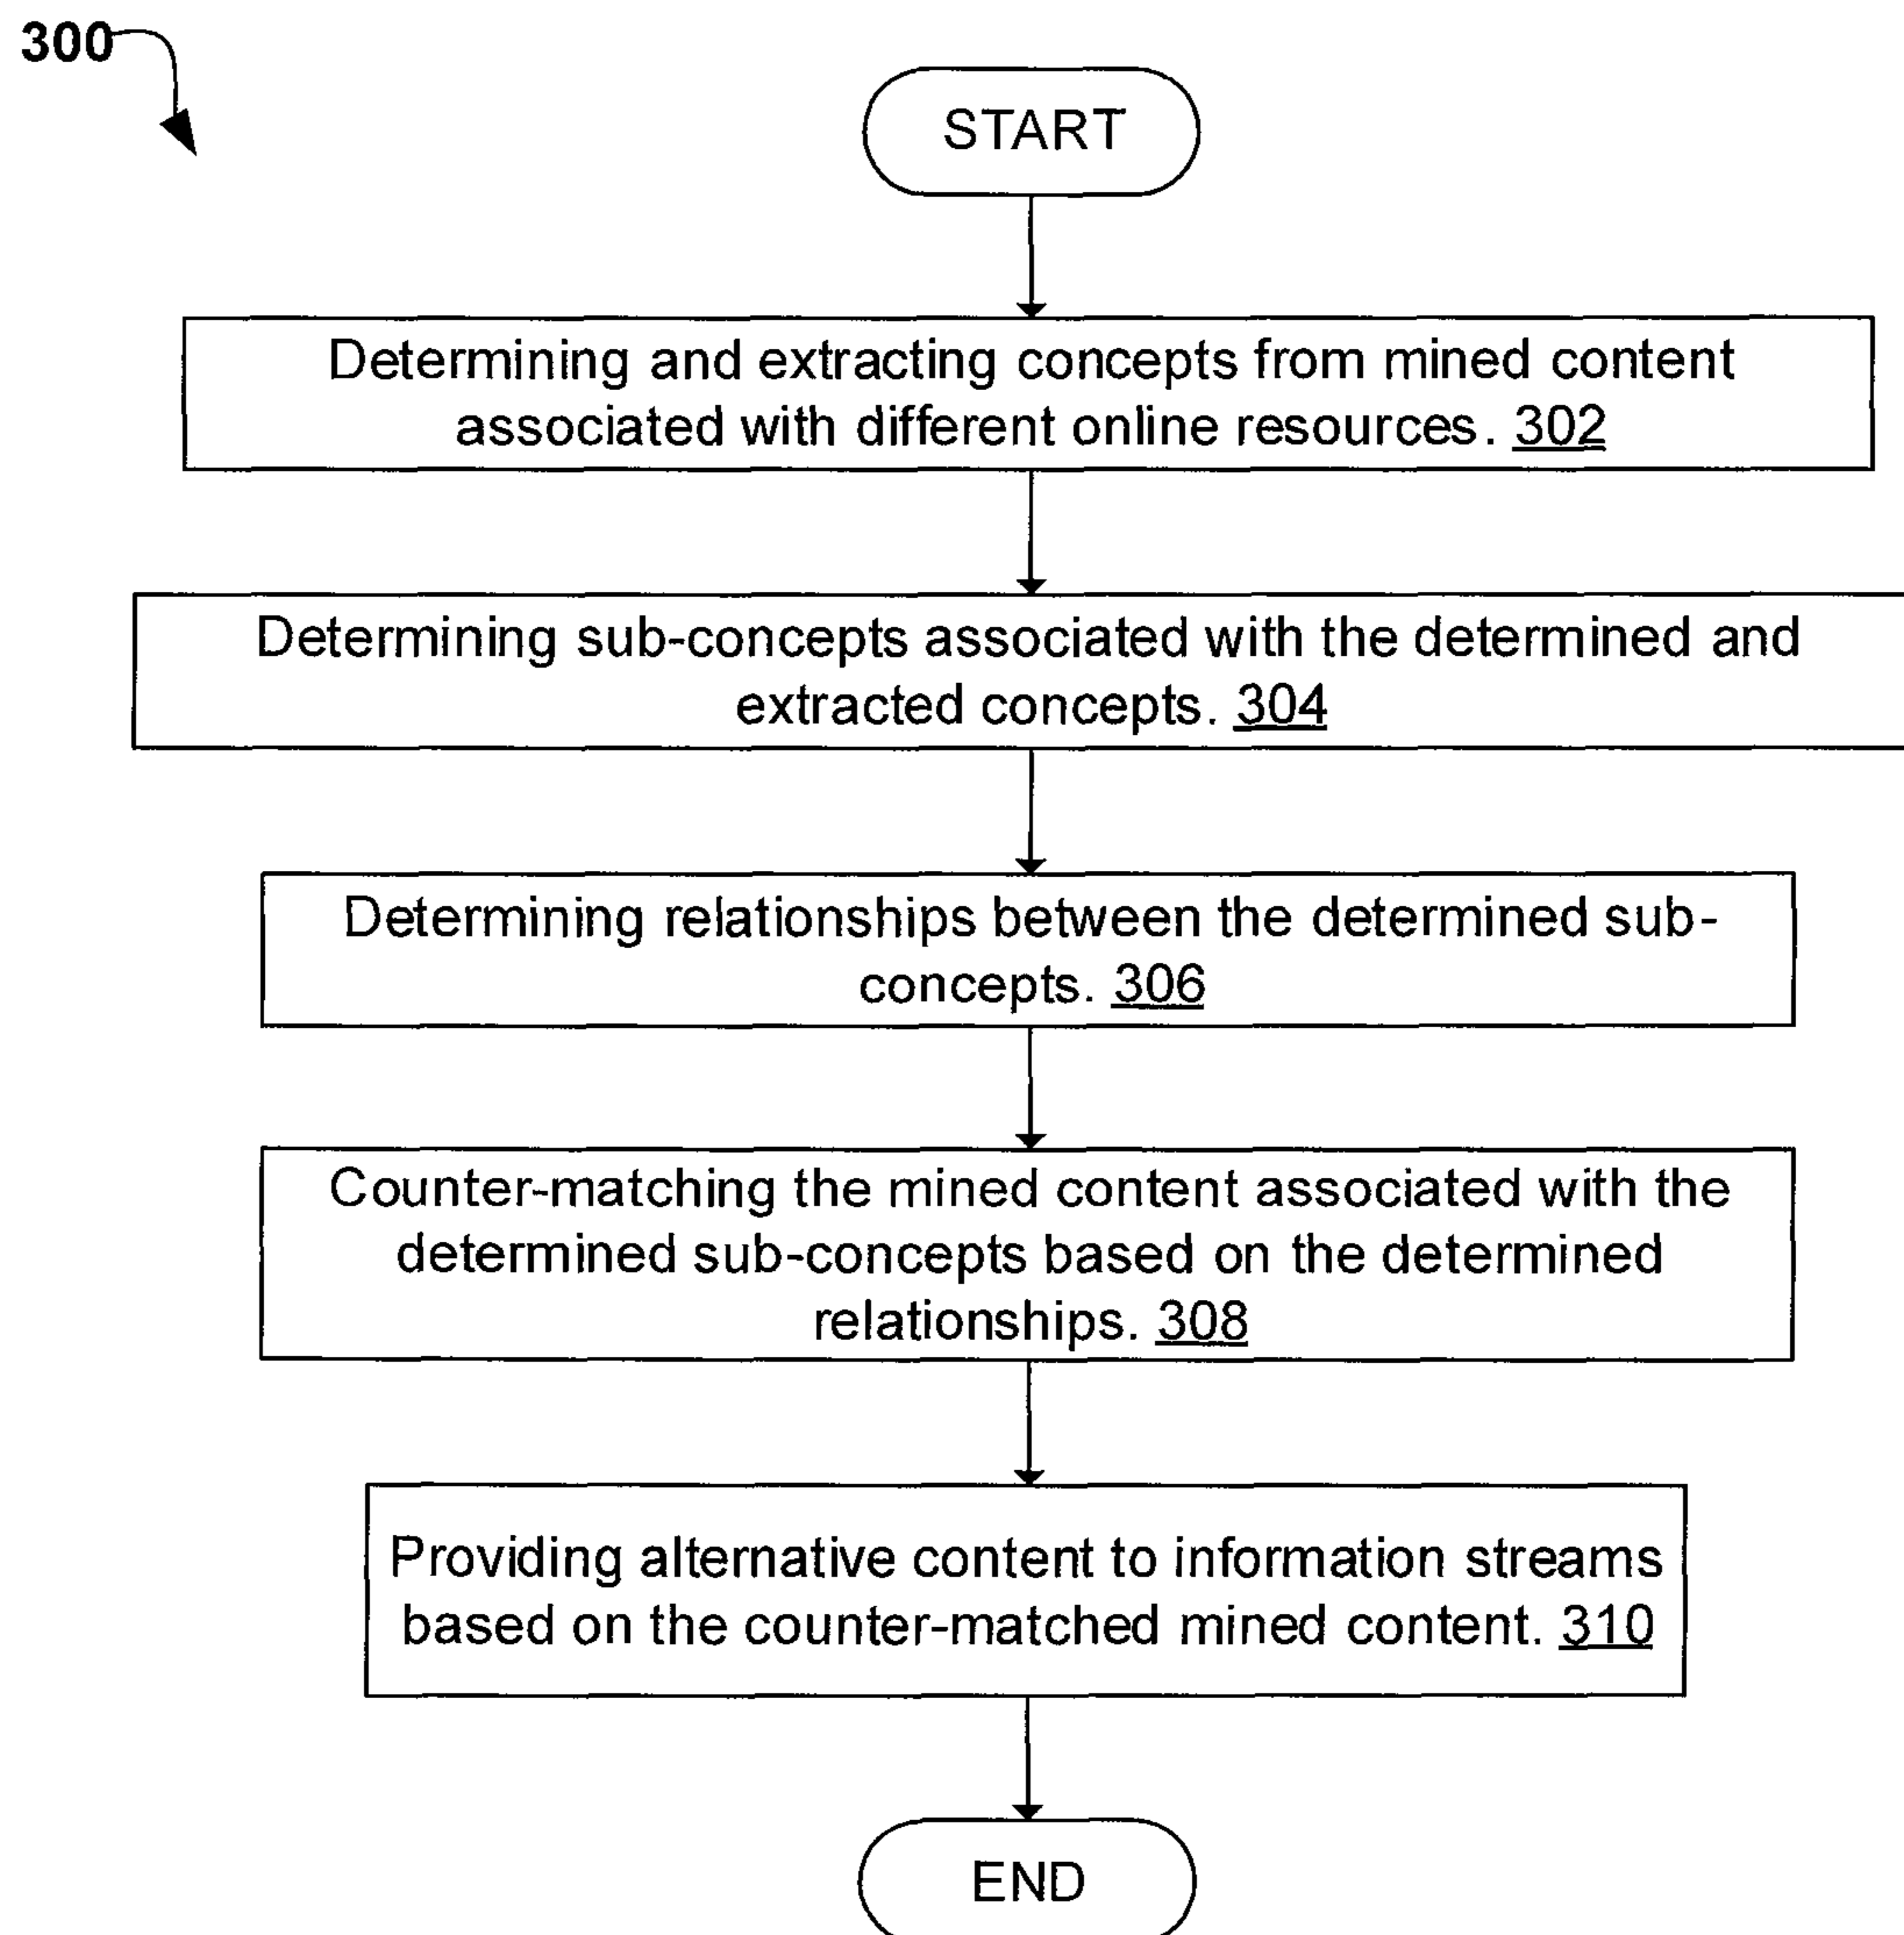 300
START
Determining and extracting concepts from mined content
associated with different online resources. 302
Determining sub-concepts associated with the determined and
extracted concepts. 304
Determining relationships between the determined sub-
concepts. 306
Counter-matching the mined content associated with the
determined sub-concepts based on the determined
relationships. 308
Providing alternative content to information streams
based on the counter-matched mined content. 310
END